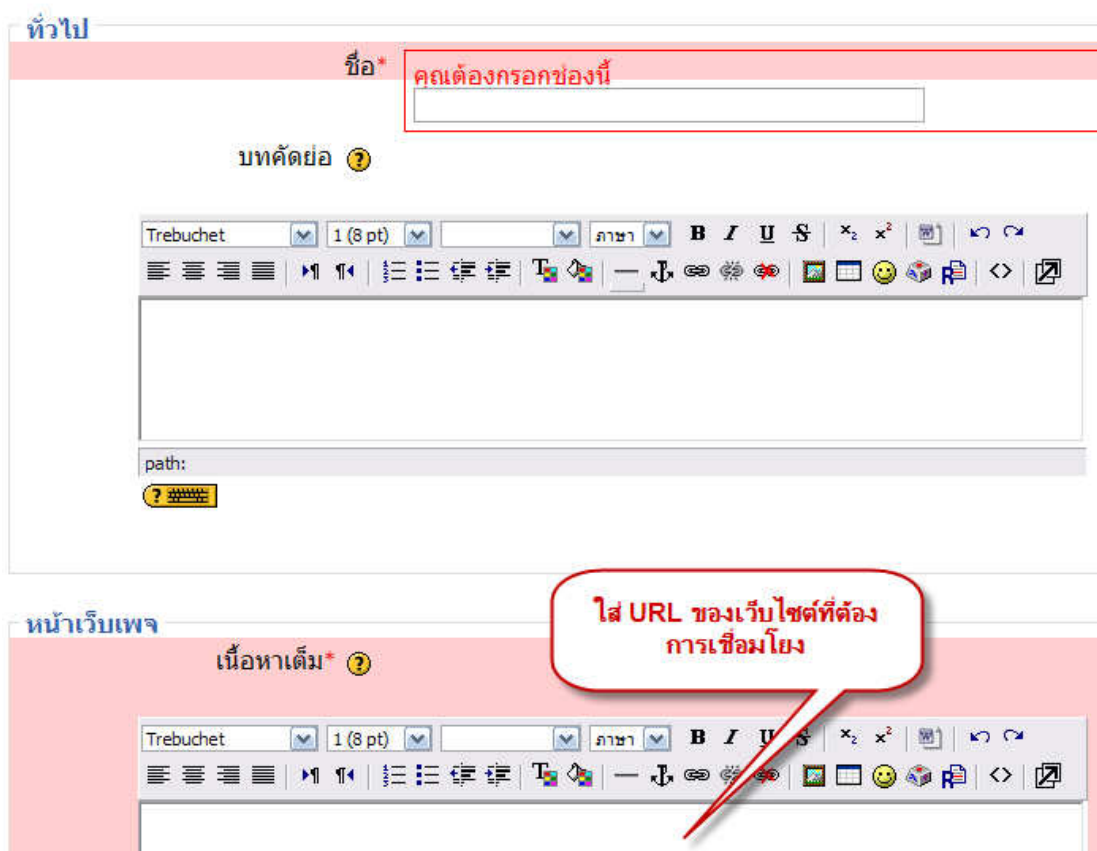 ทั่วไป
ชื่อ*
คุณต้องกรอกช่องนี้
บทคัดย่อ ?
Trebuchet 1 (8 pt) ภาษา B I U S x₂ x²
path:
?
หน้าเว็บเพจ
ใส่ URL ของเว็บไซต์ที่ต้อง
การเชื่อมโยง
เนื้อหาเต็ม* ?
Trebuchet 1 (8 pt) ภาษา B I U S x₂ x²